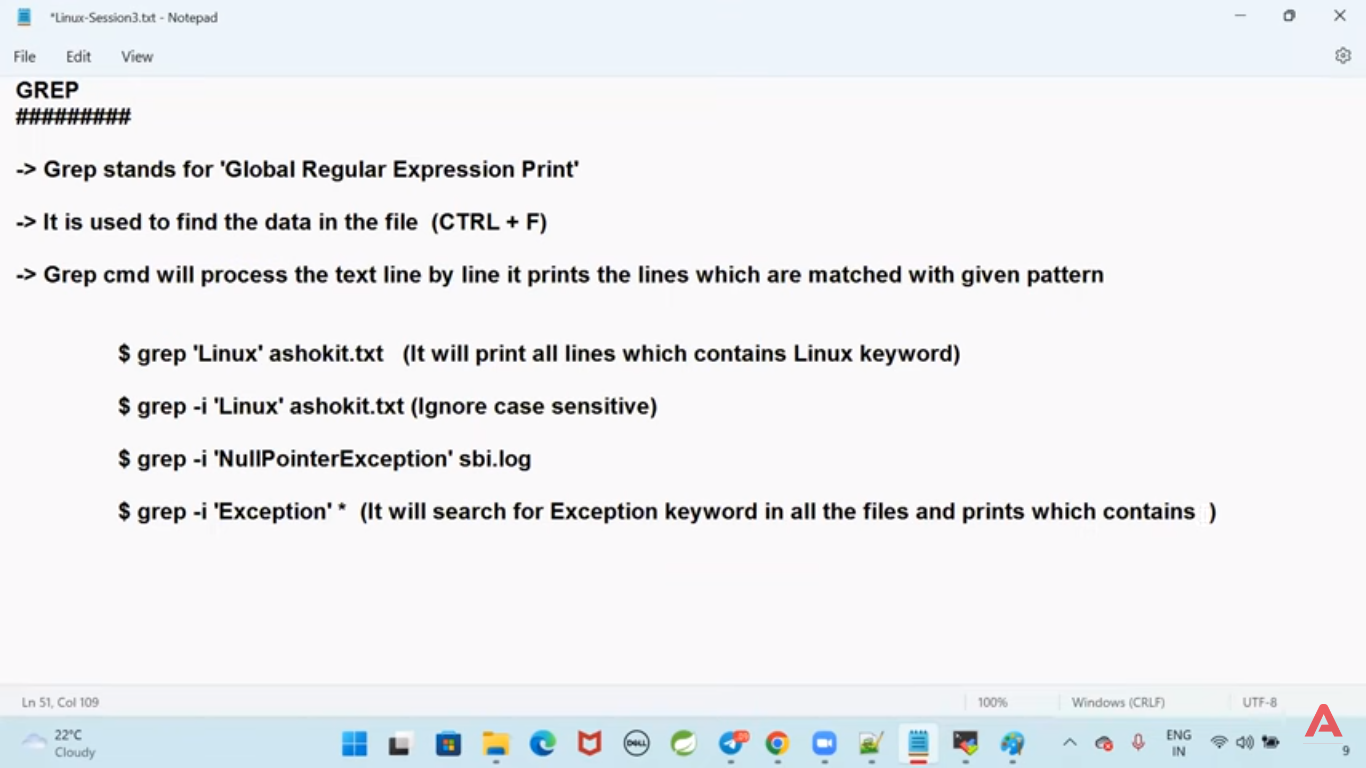 *Linux-Session3.txt - Notepad
File Edit View
GREP
#########
-> Grep stands for 'Global Regular Expression Print'
-> It is used to find the data in the file (CTRL + F)
-> Grep cmd will process the text line by line it prints the lines which are matched with given pattern
$ grep 'Linux' ashokit.txt (It will print all lines which contains Linux keyword)
$ grep -i 'Linux' ashokit.txt (Ignore case sensitive)
$ grep -i 'NullPointerException' sbi.log
$ grep -i 'Exception' * (It will search for Exception keyword in all the files and prints which contains )
Ln 51, Col 109 100% Windows (CRLF) UTF-8
22°C
Cloudy
DELL
ENG
IN
9